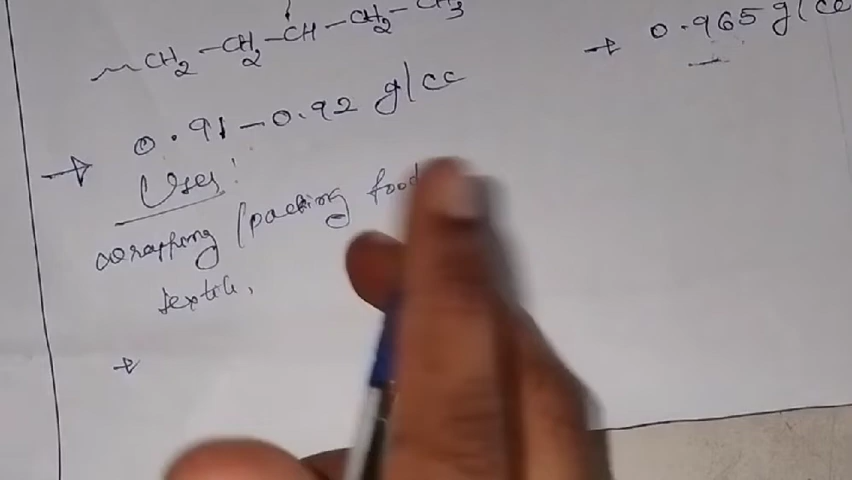 ~CH2-CH2-CH-CH2-CH3
→ 0.965 g/cc
→ 0.91-0.92 g/cc
Uses:
wrapping/packing food
textile,
→